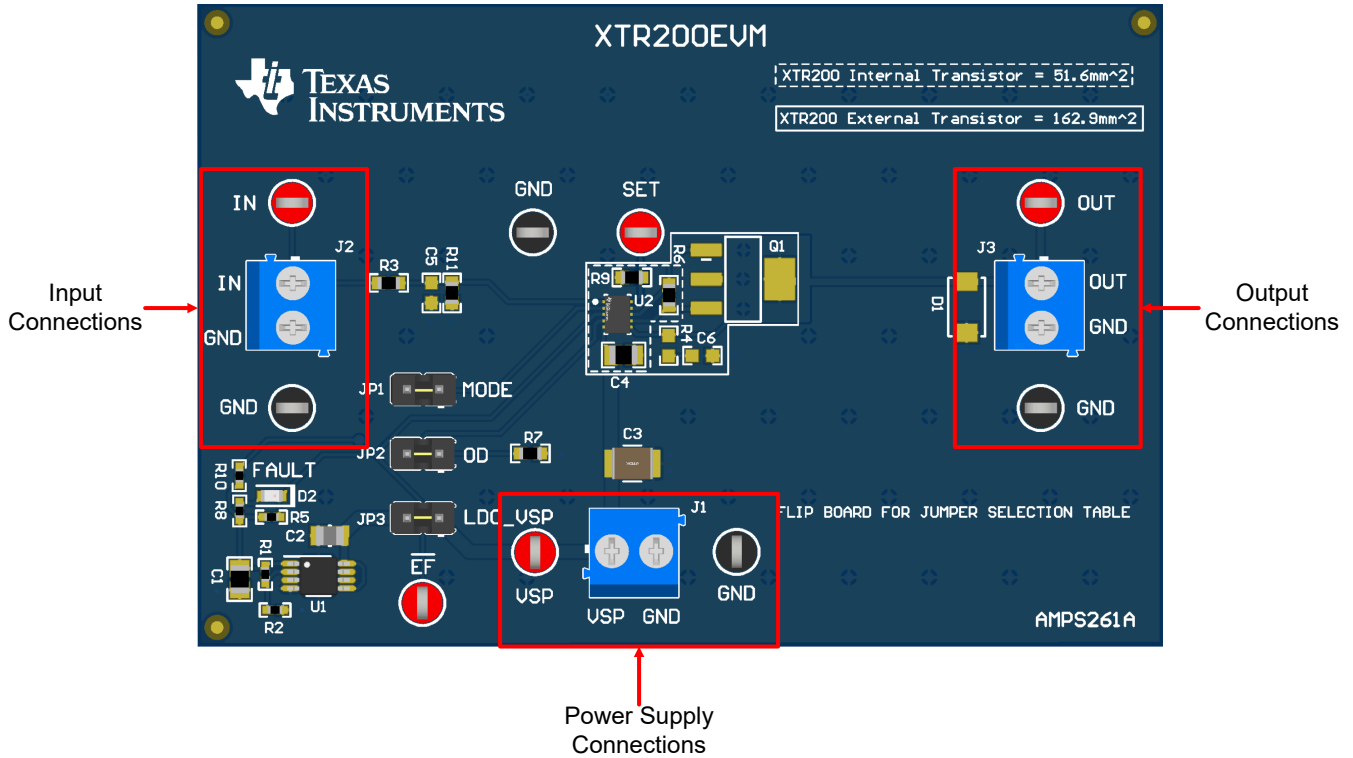 XTR200EVM
TEXAS
INSTRUMENTS
XTR200 Internal Transistor = 51.6mm^2
XTR200 External Transistor = 162.9mm^2
IN
J2
IN
GND
GND
Input
Connections
R3
C5
R11
GND
SET
R9
R6
U2
R4
C6
C4
Q1
D1
OUT
J3
OUT
GND
GND
Output
Connections
JP1
MODE
JP2
OD
R7
C3
JP3
LDO_VSP
EF
R10
FAULT
D2
R8
R5
C2
C1
R1
U1
R2
J1
VSP
VSP
GND
GND
FLIP BOARD FOR JUMPER SELECTION TABLE
AMPS261A
Power Supply
Connections